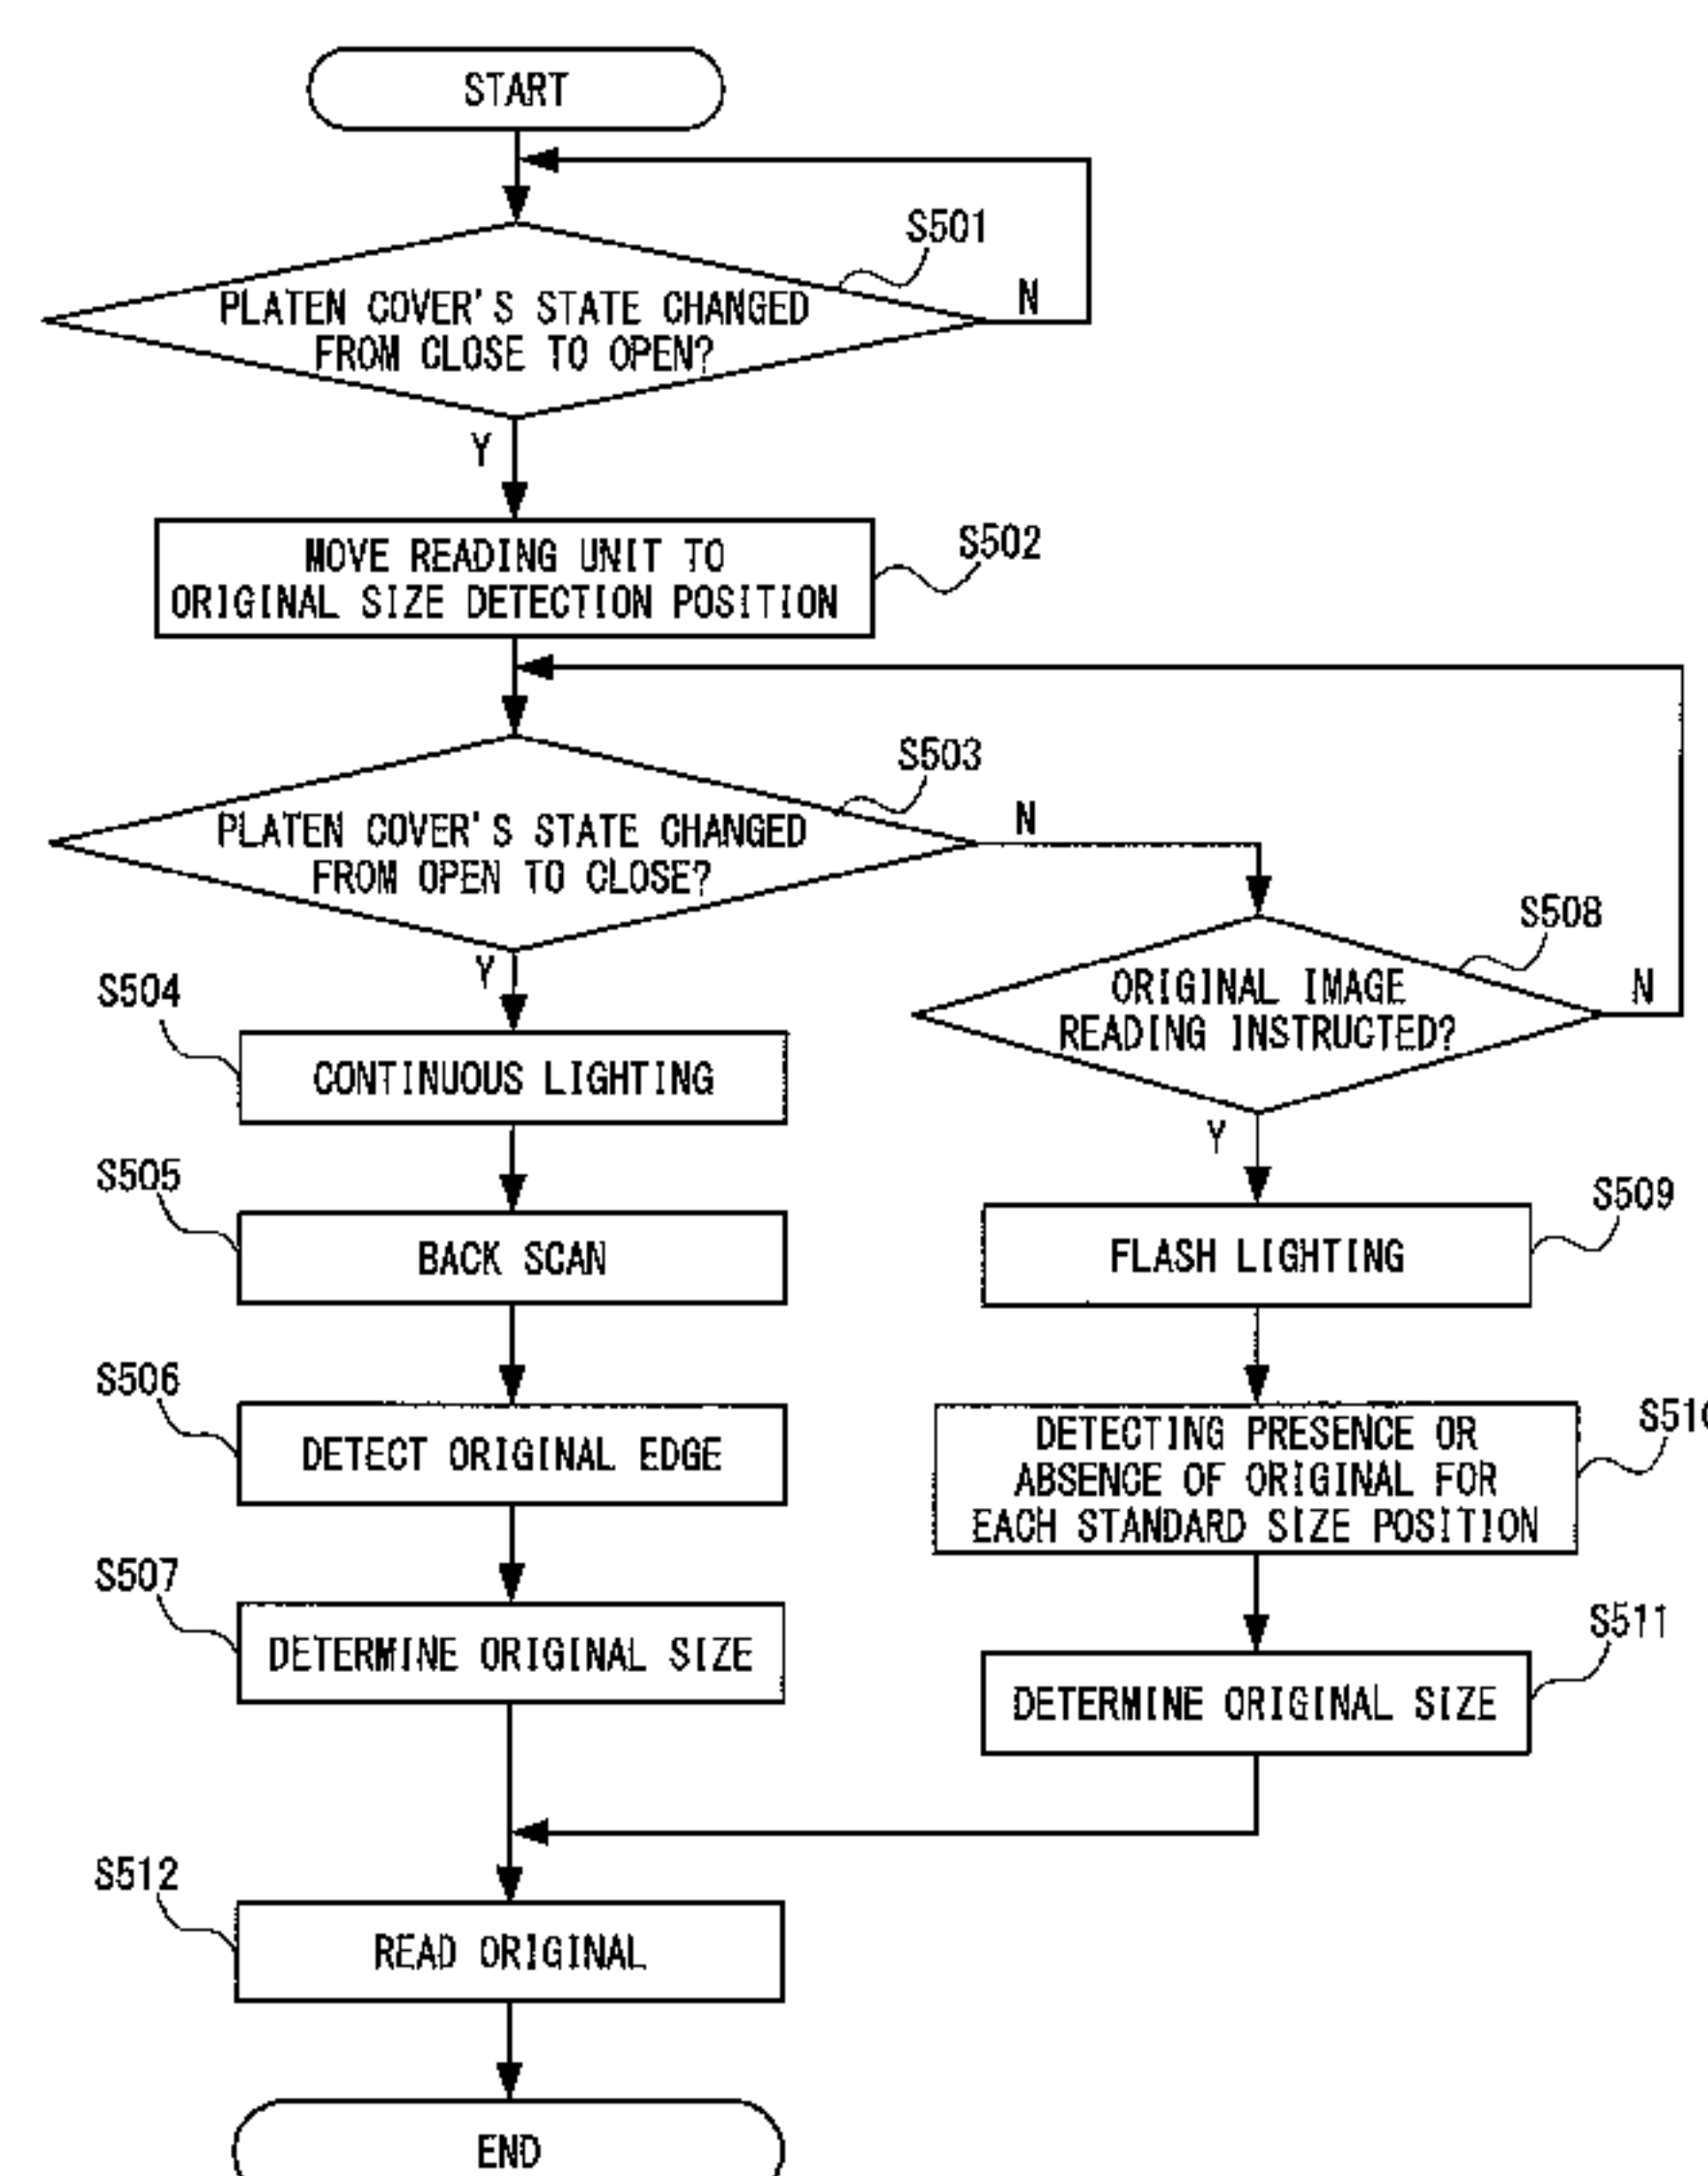 START
S501
PLATEN COVER'S STATE CHANGED
FROM CLOSE TO OPEN?
N
Y
MOVE READING UNIT TO
ORIGINAL SIZE DETECTION POSITION
S502
S503
PLATEN COVER'S STATE CHANGED
FROM OPEN TO CLOSE?
N
Y
S508
ORIGINAL IMAGE
READING INSTRUCTED?
N
Y
S504
CONTINUOUS LIGHTING
S505
BACK SCAN
S509
FLASH LIGHTING
S506
DETECT ORIGINAL EDGE
S510
DETECTING PRESENCE OR
ABSENCE OF ORIGINAL FOR
EACH STANDARD SIZE POSITION
S507
DETERMINE ORIGINAL SIZE
S511
DETERMINE ORIGINAL SIZE
S512
READ ORIGINAL
END